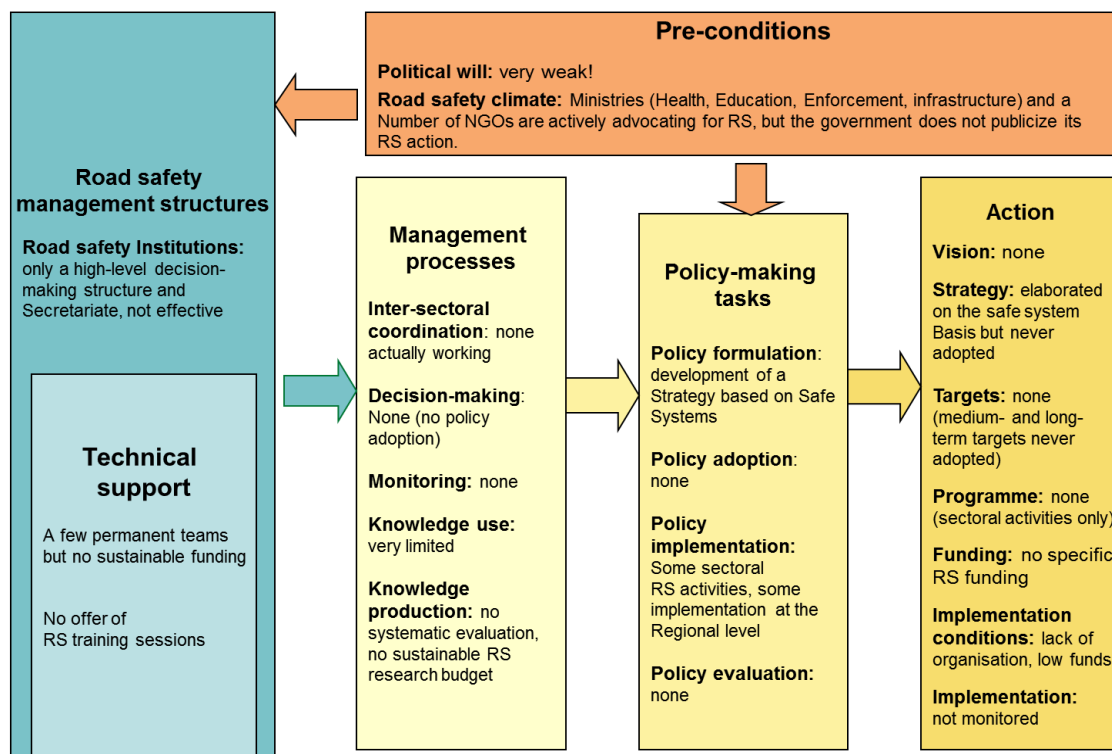 Pre-conditions
Political will: very weak!
Road safety climate: Ministries (Health, Education, Enforcement, infrastructure) and a
Number of NGOs are actively advocating for RS, but the government does not publicize its
RS action.
Road safety
management structures
Road safety Institutions:
only a high-level decision-
making structure and
Secretariate, not effective
Technical
support
A few permanent teams
but no sustainable funding
No offer of
RS training sessions
Management
processes
Inter-sectoral
coordination: none
actually working
Decision-making:
None (no policy
adoption)
Monitoring: none
Knowledge use:
very limited
Knowledge
production: no
systematic evaluation,
no sustainable RS
research budget
Policy-making
tasks
Policy formulation:
development of a
Strategy based on Safe
Systems
Policy adoption:
none
Policy
implementation:
Some sectoral
RS activities, some
implementation at the
Regional level
Policy evaluation:
none
Action
Vision: none
Strategy: elaborated
on the safe system
Basis but never
adopted
Targets: none
(medium- and long-
term targets never
adopted)
Programme: none
(sectoral activities only)
Funding: no specific
RS funding
Implementation
conditions: lack of
organisation, low funds
Implementation:
not monitored